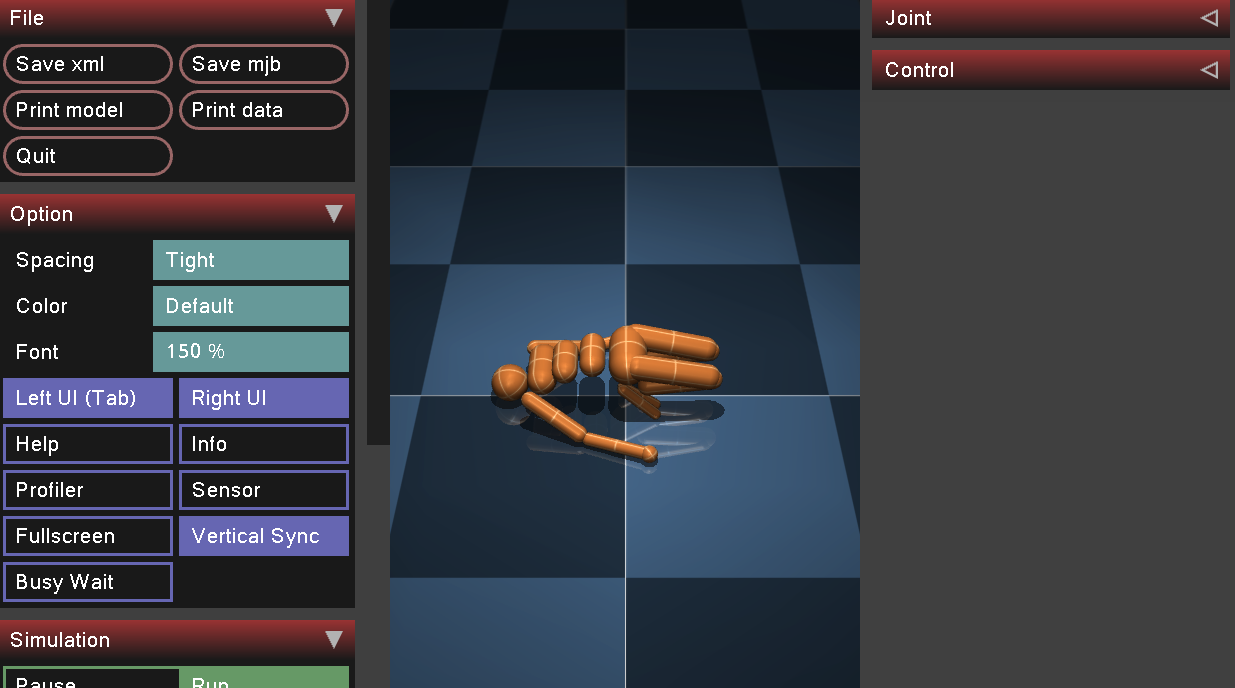 File
Save xml
Save mjb
Print model
Print data
Quit
Option
Spacing
Tight
Color
Default
Font
150 %
Left UI (Tab)
Right UI
Help
Info
Profiler
Sensor
Fullscreen
Vertical Sync
Busy Wait
Simulation
Pause
Run
Joint
Control